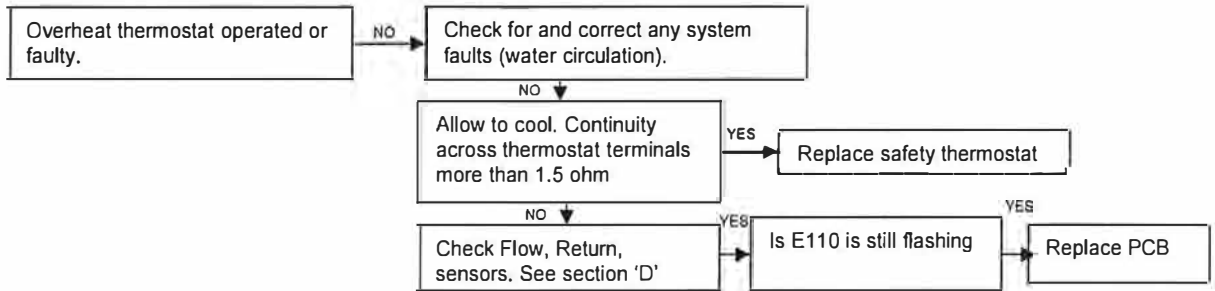 Overheat thermostat operated or
faulty.
NO
Check for and correct any system
faults (water circulation).
NO
Allow to cool. Continuity
across thermostat terminals
more than 1.5 ohm
YES
Replace safety thermostat
NO
Check Flow, Return,
sensors. See section ‘D’
YES
Is E110 is still flashing
YES
Replace PCB